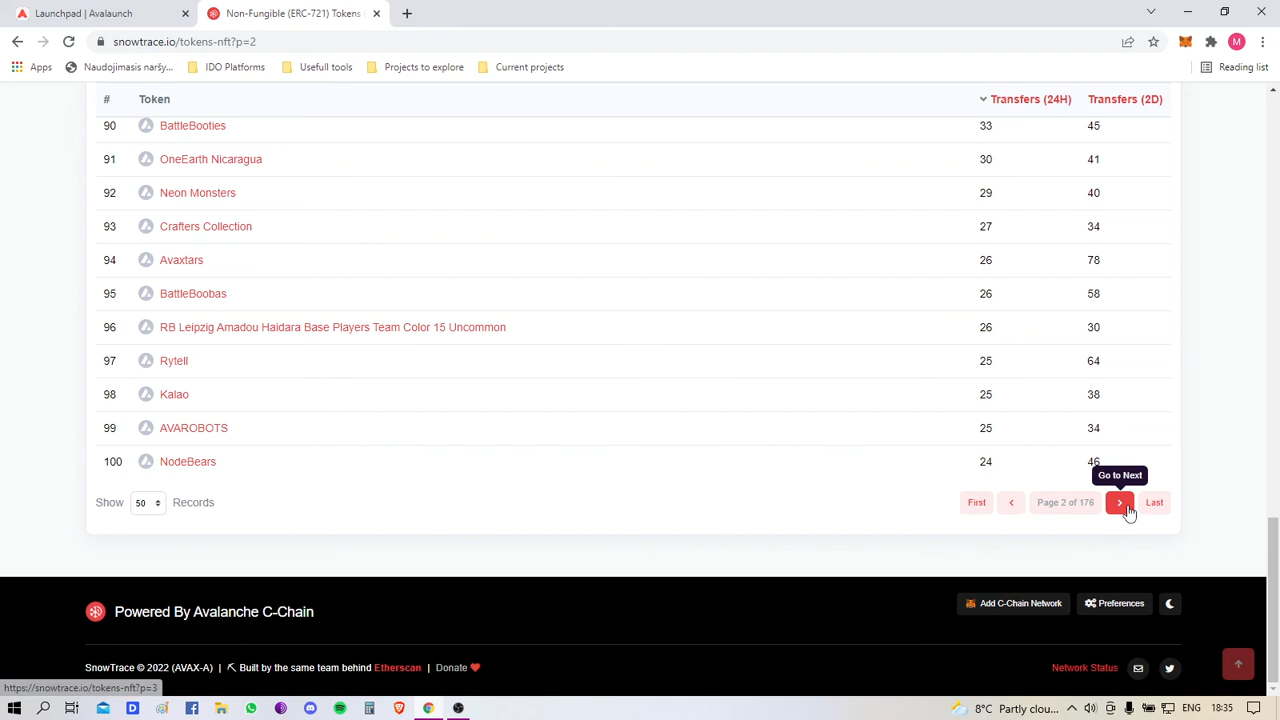 Launchpad | Avalaunch
Non-Fungible (ERC-721) Tokens (
snowtrace.io/tokens-nft?p=2
M
Apps
Naudojimasis naršy...
IDO Platforms
Usefull tools
Projects to explore
Current projects
Reading list
# Token Transfers (24H) Transfers (2D)
90 BattleBooties 33 45
91 OneEarth Nicaragua 30 41
92 Neon Monsters 29 40
93 Crafters Collection 27 34
94 Avaxtars 26 78
95 BattleBoobas 26 58
96 RB Leipzig Amadou Haidara Base Players Team Color 15 Uncommon 26 30
97 Rytell 25 64
98 Kalao 25 38
99 AVAROBOTS 25 34
100 NodeBears 24 46
Go to Next
Show 50 Records
First
Page 2 of 176
Last
Powered By Avalanche C-Chain
Add C-Chain Network
Preferences
SnowTrace © 2022 (AVAX-A) | Built by the same team behind Etherscan | Donate
Network Status
https://snowtrace.io/tokens-nft?p=3
8°C Partly clou...
ENG
18:35